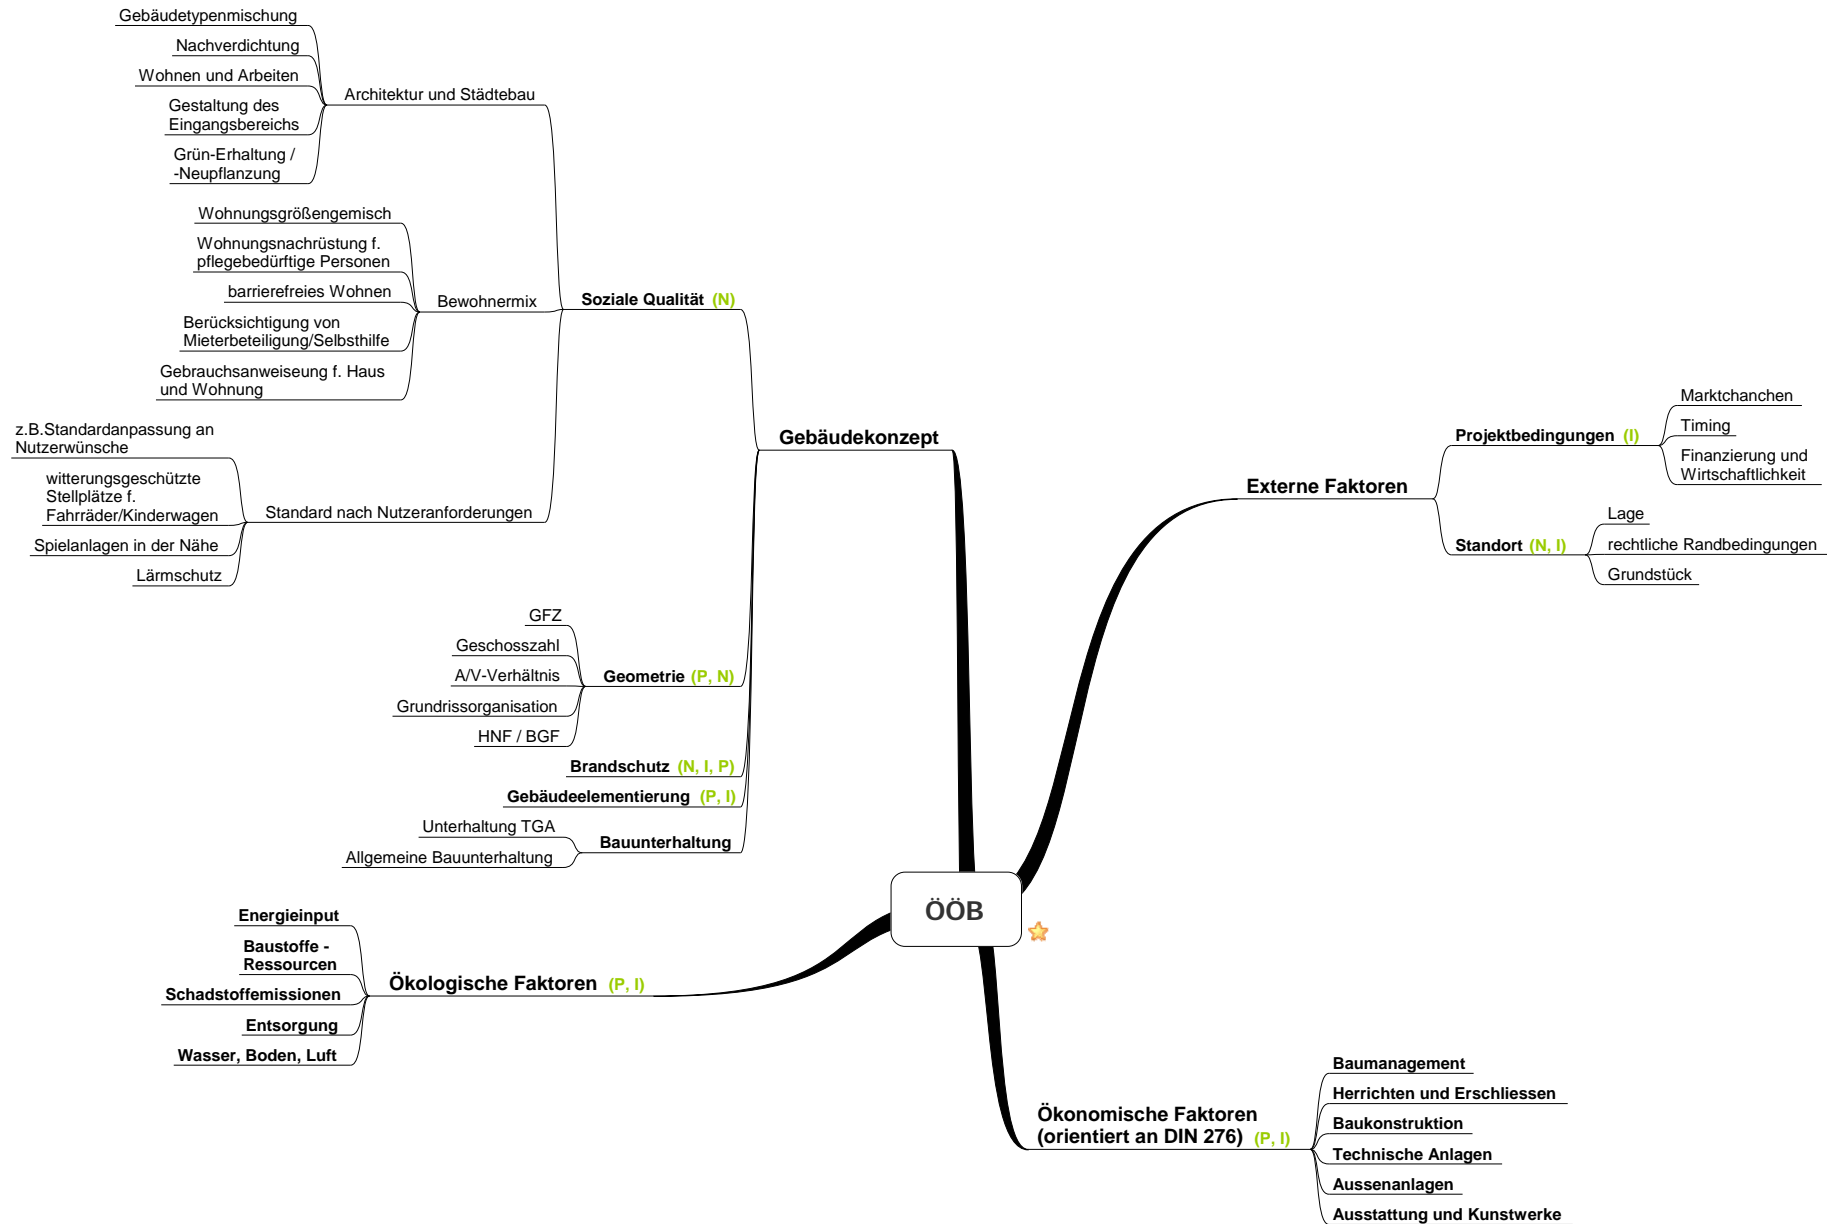 Gebäudetypenmischung
Nachverdichtung
Wohnen und Arbeiten
Gestaltung des
Eingangsbereichs
Grün-Erhaltung /
-Neupflanzung
Architektur und Städtebau
Wohnungsgrößengemisch
Wohnungsnachrüstung f.
pflegebedürftige Personen
barrierefreies Wohnen
Berücksichtigung von
Mieterbeteiligung/Selbsthilfe
Gebrauchsanweiseung f. Haus
und Wohnung
Bewohnermix
z.B.Standardanpassung an
Nutzerwünsche
witterungsgeschützte
Stellplätze f.
Fahrräder/Kinderwagen
Spielanlagen in der Nähe
Lärmschutz
Standard nach Nutzeranforderungen
Soziale Qualität (N)
GFZ
Geschosszahl
A/V-Verhältnis
Grundrissorganisation
HNF / BGF
Geometrie (P, N)
Brandschutz (N, I, P)
Gebäudeelementierung (P, I)
Unterhaltung TGA
Allgemeine Bauunterhaltung
Bauunterhaltung
Gebäudekonzept
Energieinput
Baustoffe -
Ressourcen
Schadstoffemissionen
Entsorgung
Wasser, Boden, Luft
Ökologische Faktoren (P, I)
ÖÖB
Externe Faktoren
Projektbedingungen (I)
Marktchanchen
Timing
Finanzierung und
Wirtschaftlichkeit
Standort (N, I)
Lage
rechtliche Randbedingungen
Grundstück
Ökonomische Faktoren
(orientiert an DIN 276) (P, I)
Baumanagement
Herrichten und Erschliessen
Baukonstruktion
Technische Anlagen
Aussenanlagen
Ausstattung und Kunstwerke